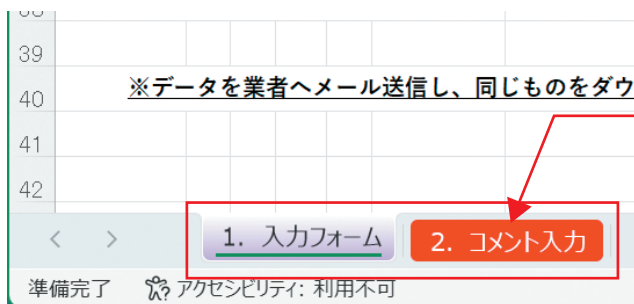 39
※データを業者へメール送信し、同じものをダウ
40
41
42
1. 入力フォーム 2. コメント入力
準備完了 アクセシビリティ: 利用不可